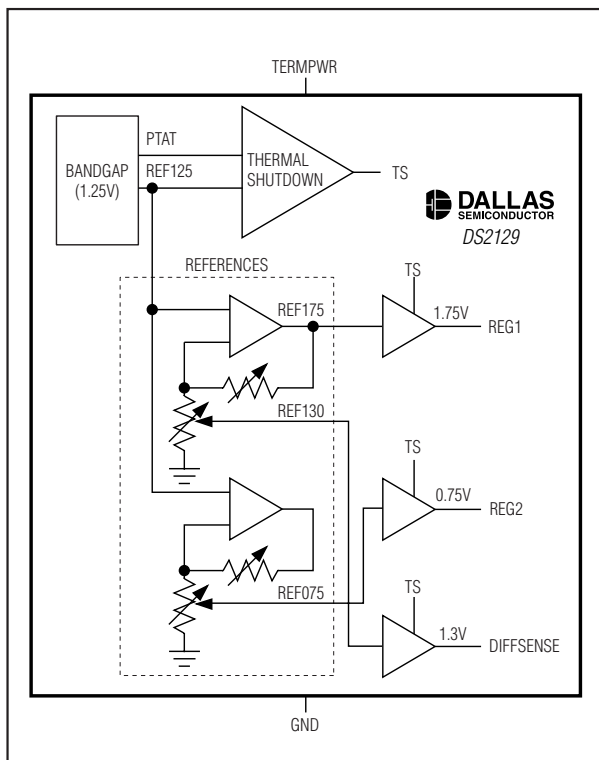 TERMPWR
BANDGAP
(1.25V)
PTAT
REF125
THERMAL
SHUTDOWN
TS
DALLAS
SEMICONDUCTOR
DS2129
REFERENCES
REF175
TS
1.75V
REG1
REF130
TS
0.75V
REG2
REF075
TS
1.3V
DIFFSENSE
GND